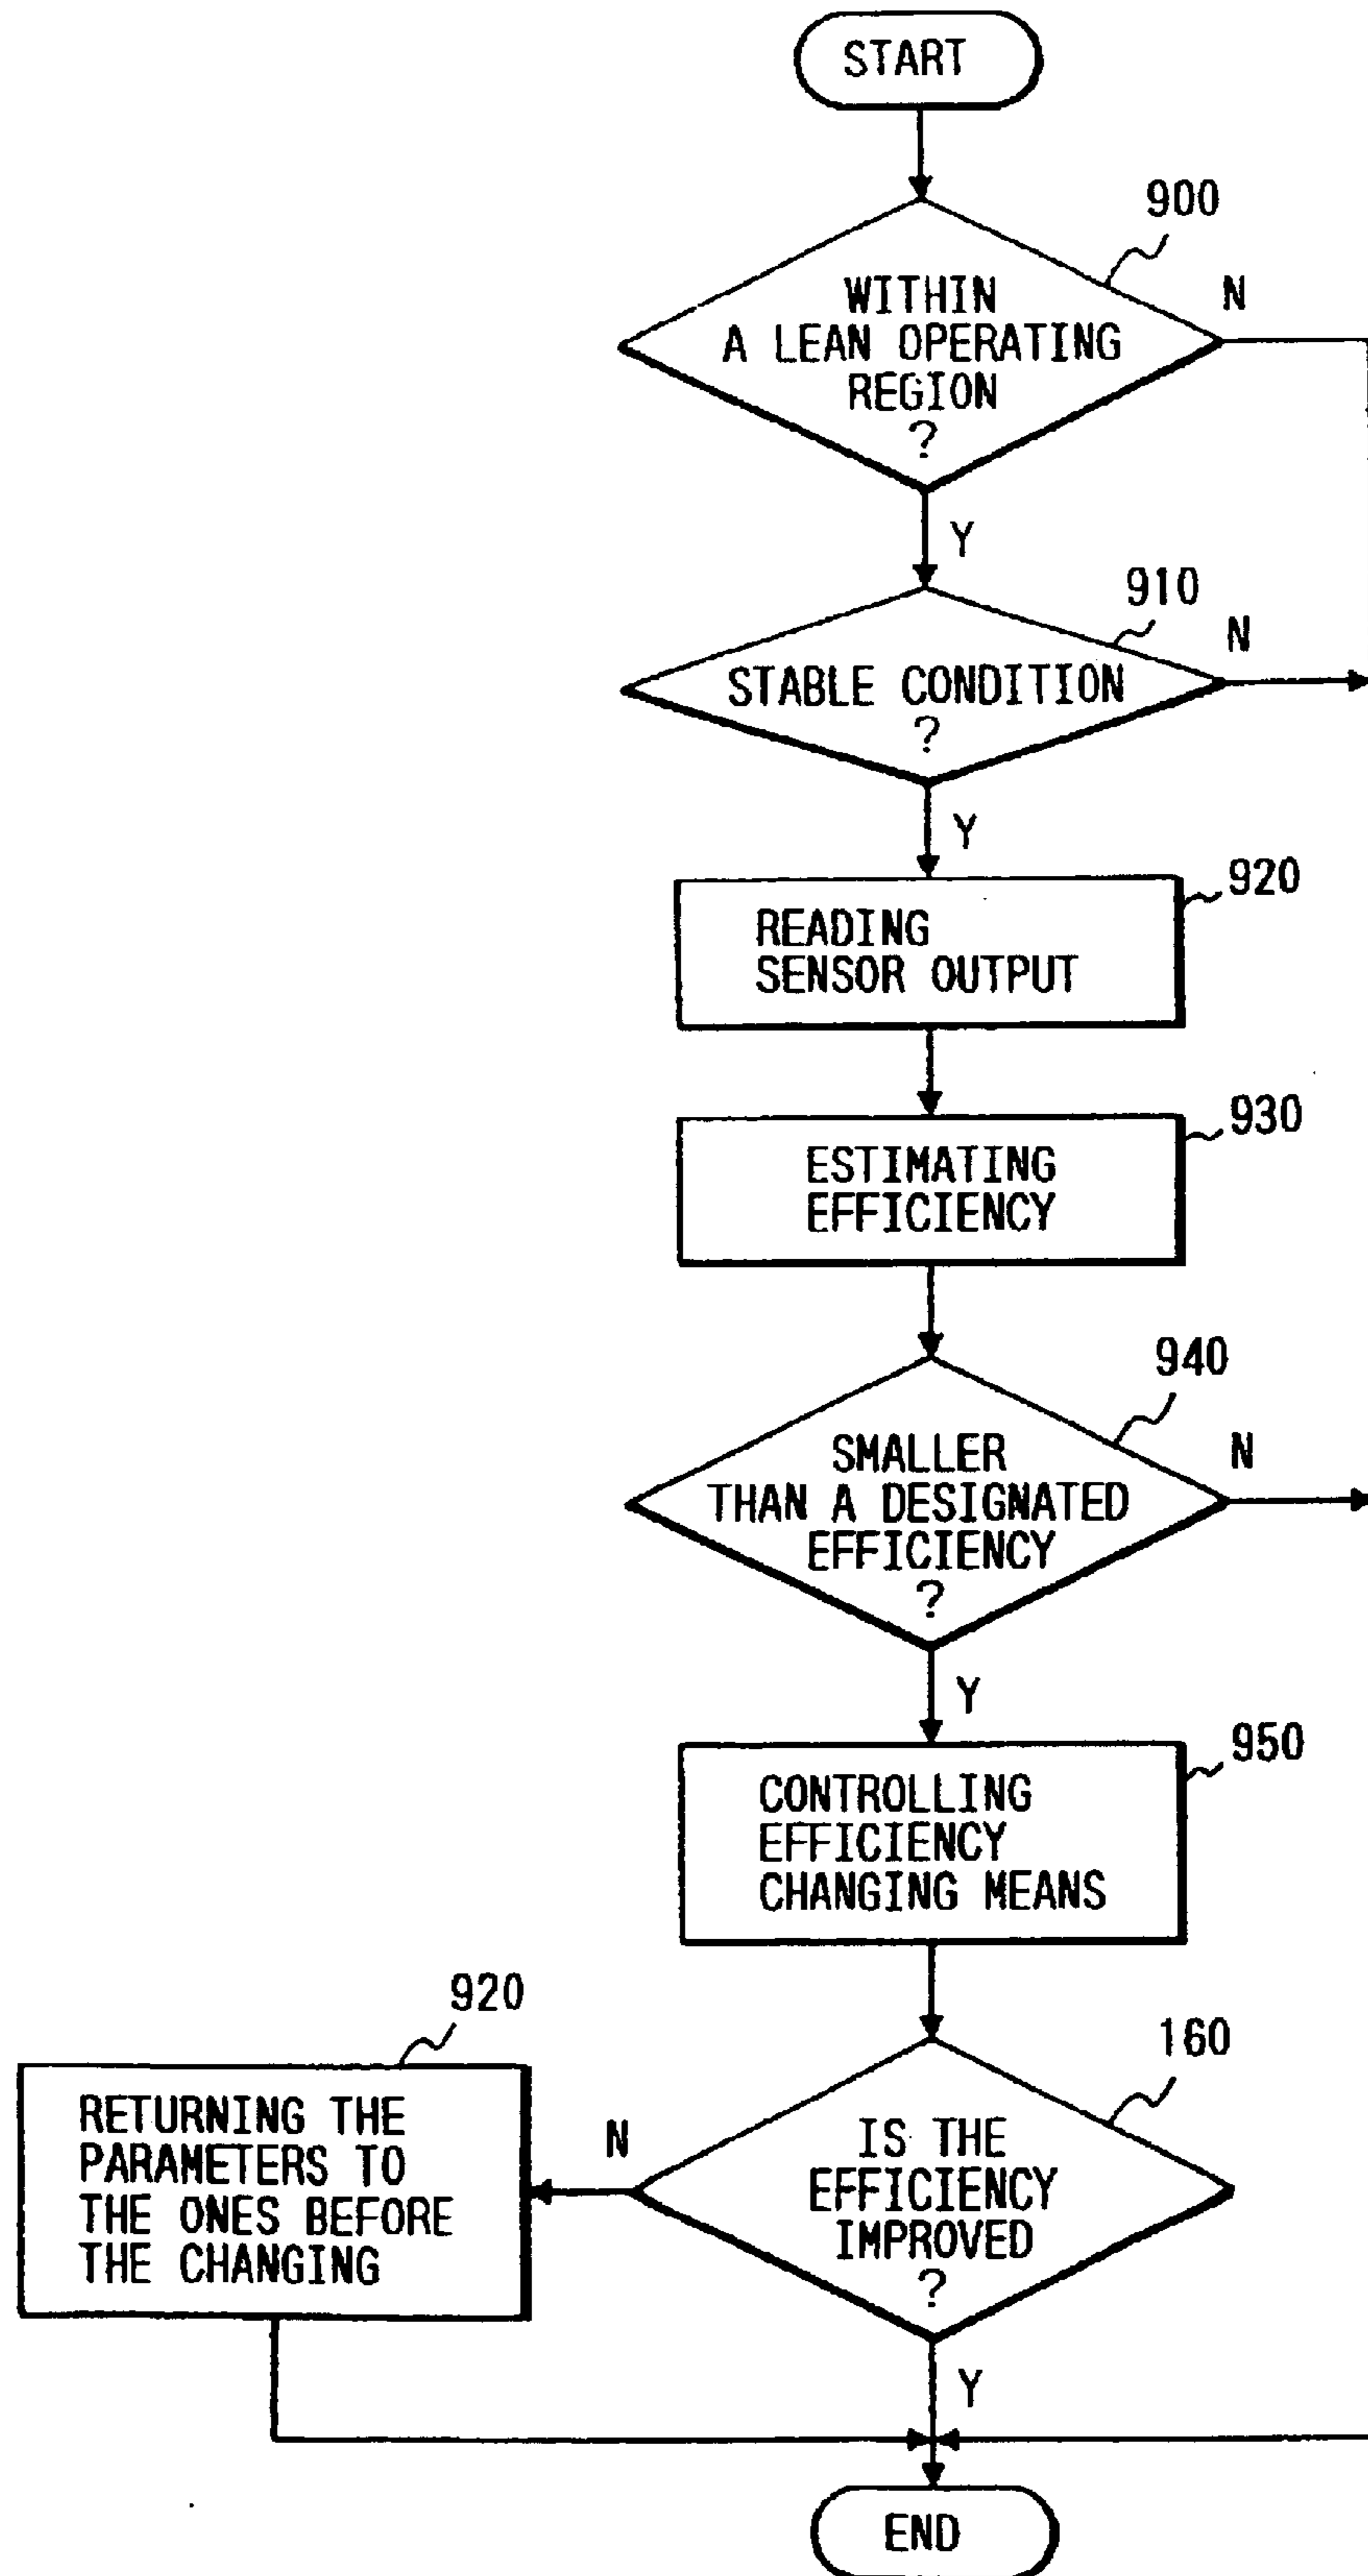 START
900
WITHIN
A LEAN OPERATING
REGION
?
N
Y
910
STABLE CONDITION
?
N
Y
920
READING
SENSOR OUTPUT
930
ESTIMATING
EFFICIENCY
940
SMALLER
THAN A DESIGNATED
EFFICIENCY
?
N
Y
950
CONTROLLING
EFFICIENCY
CHANGING MEANS
160
IS THE
EFFICIENCY
IMPROVED
?
N
920
RETURNING THE
PARAMETERS TO
THE ONES BEFORE
THE CHANGING
Y
END